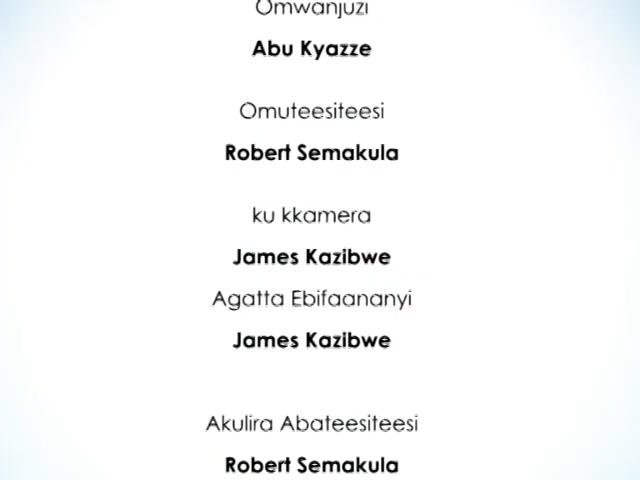 Omwanjuzi
Abu Kyazze
Omuteesiteesi
Robert Semakula
ku kkamera
James Kazibwe
Agatta Ebifaananyi
James Kazibwe
Akulira Abateesiteesi
Robert Semakula